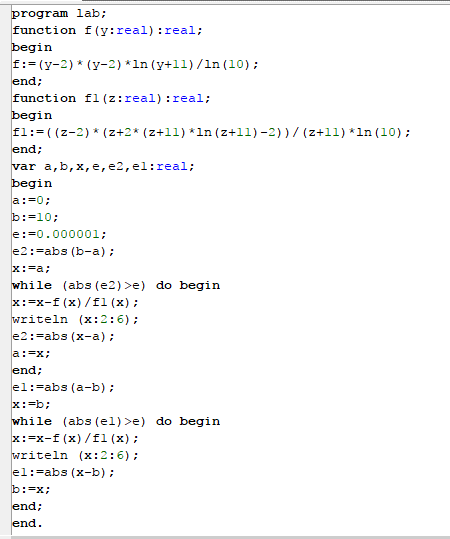 program lab;
function f(y:real):real;
begin
f:=(y-2)*(y-2)*ln(y+11)/ln(10);
end;
function f1(z:real):real;
begin
f1:=((z-2)*(z+2*(z+11)*ln(z+11)-2))/(z+11)*ln(10);
end;
var a,b,x,e,e2,e1:real;
begin
a:=0;
b:=10;
e:=0.000001;
e2:=abs(b-a);
x:=a;
while (abs(e2)>e) do begin
x:=x-f(x)/f1(x);
writeln (x:2:6);
e2:=abs(x-a);
a:=x;
end;
e1:=abs(a-b);
x:=b;
while (abs(e1)>e) do begin
x:=x-f(x)/f1(x);
writeln (x:2:6);
e1:=abs(x-b);
b:=x;
end;
end.